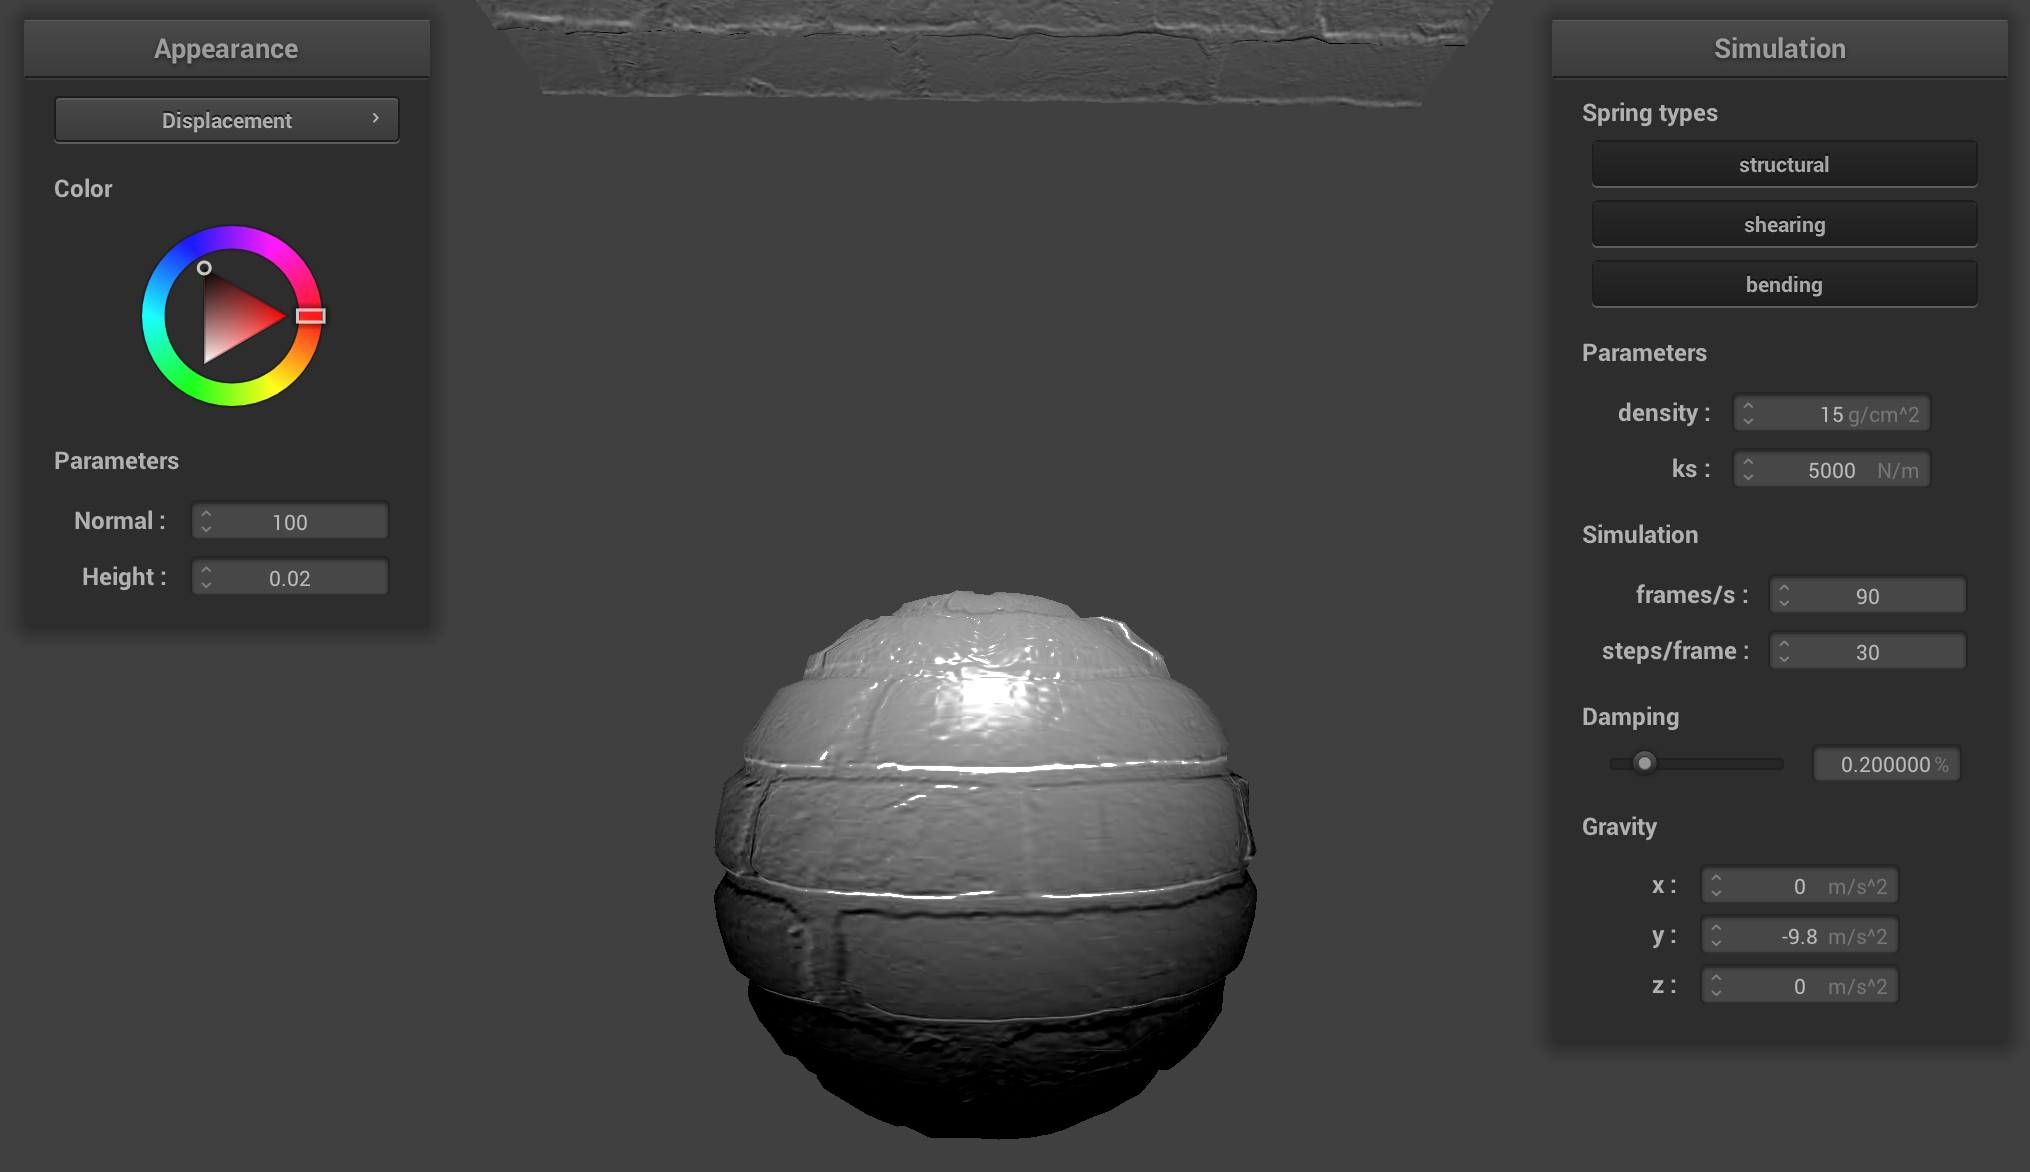 Appearance
Displacement
Color
Parameters
Normal : 100
Height : 0.02
Simulation
Spring types
structural
shearing
bending
Parameters
density : 15 g/cm^2
ks : 5000 N/m
Simulation
frames/s : 90
steps/frame : 30
Damping
0.200000 %
Gravity
x : 0 m/s^2
y : -9.8 m/s^2
z : 0 m/s^2